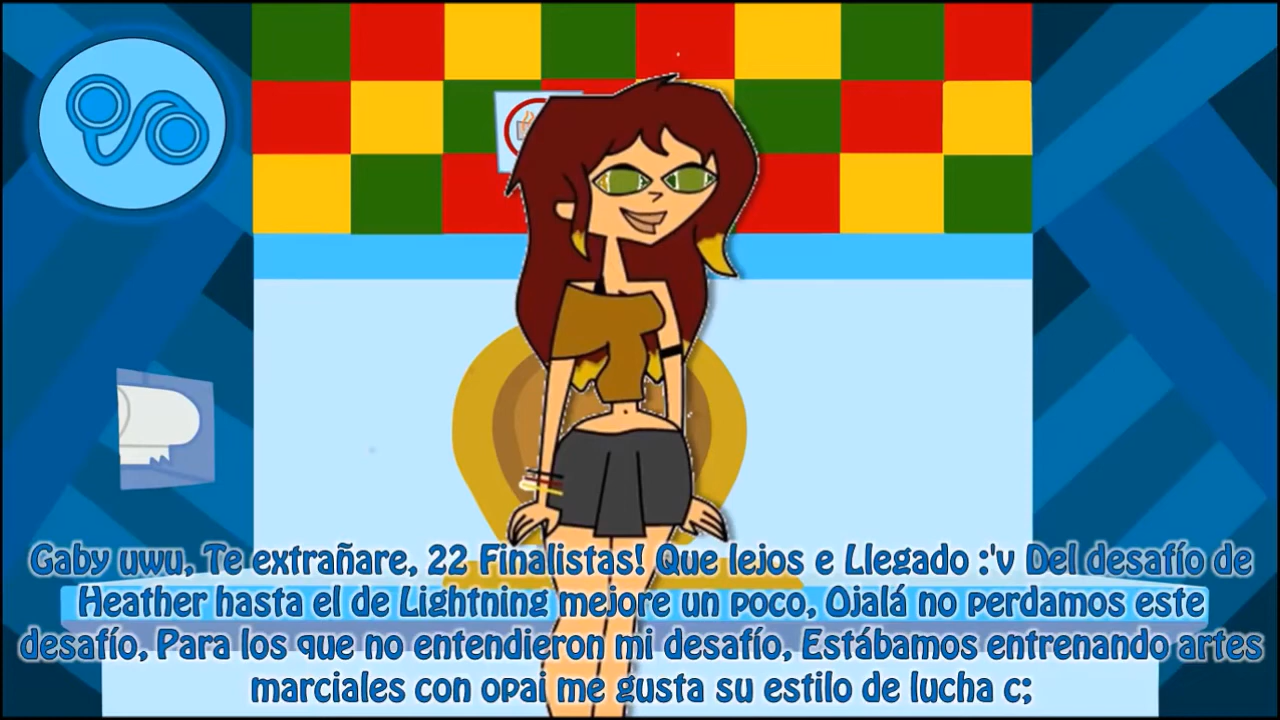 Gaby uwu, Te extrañare, 22 Finalistas! Que lejos e Llegado :'v Del desafío de
Heather hasta el de Lightning mejore un poco, Ojalá no perdamos este
desafío, Para los que no entendieron mi desafío, Estábamos entrenando artes
marciales con opai me gusta su estilo de lucha c;